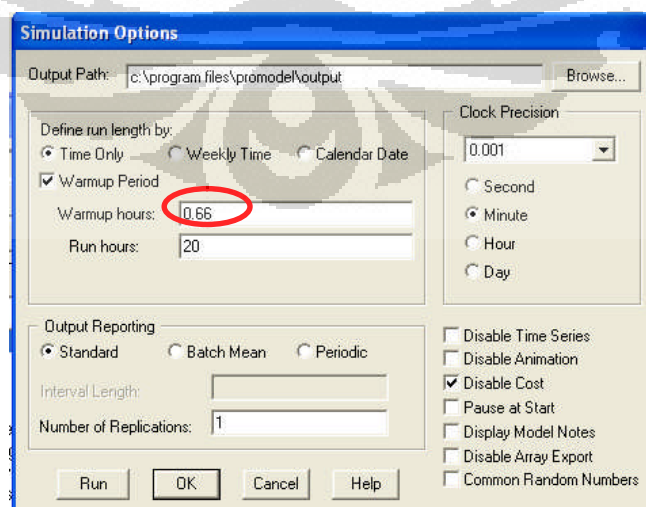 Simulation Options
Output Path: c:\program files\promodel\output Browse...
Define run length by:
Time Only Weekly Time Calendar Date
Warmup Period
Warmup hours: 0.66
Run hours: 20
Clock Precision
0.001
Second
Minute
Hour
Day
Output Reporting
Standard Batch Mean Periodic
Interval Length:
Number of Replications: 1
Disable Time Series
Disable Animation
Disable Cost
Pause at Start
Display Model Notes
Disable Array Export
Common Random Numbers
Run OK Cancel Help